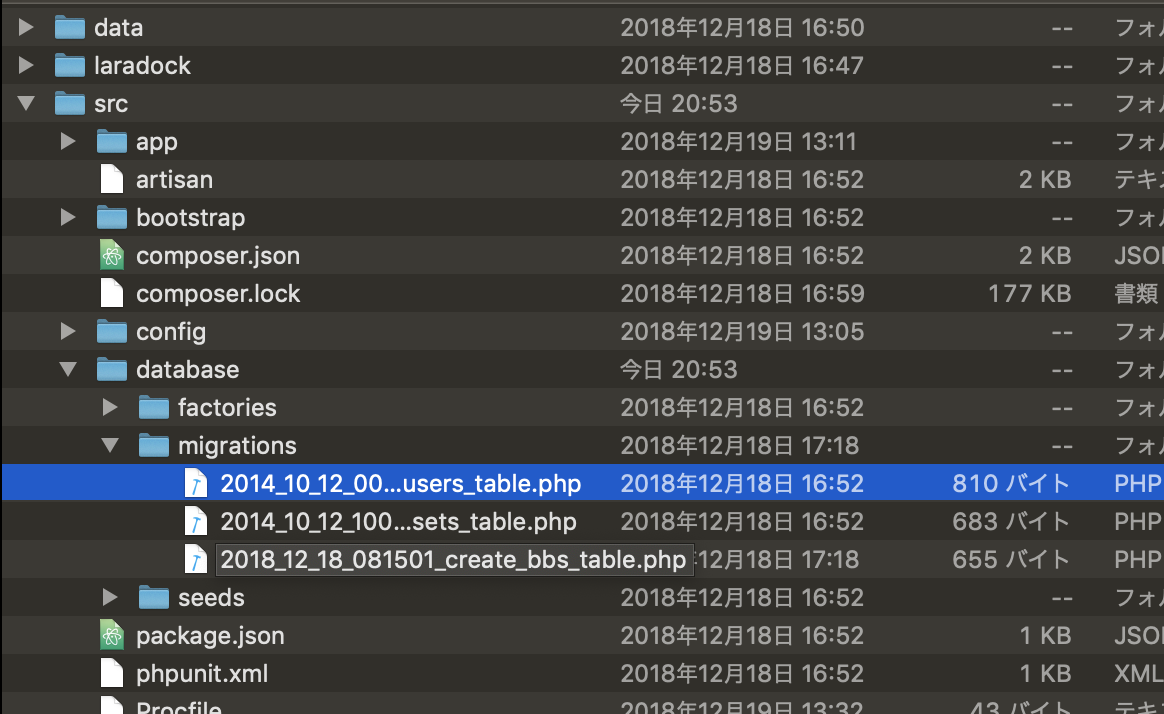 data 2018年12月18日 16:50 -- フォル
laradock 2018年12月18日 16:47 -- フォル
src 今日 20:53 -- フォル
app 2018年12月19日 13:11 -- フォル
artisan 2018年12月18日 16:52 2 KB テキス
bootstrap 2018年12月18日 16:52 -- フォル
composer.json 2018年12月18日 16:52 2 KB JSON
composer.lock 2018年12月18日 16:59 177 KB 書類
config 2018年12月19日 13:05 -- フォル
database 今日 20:53 -- フォル
factories 2018年12月18日 16:52 -- フォル
migrations 2018年12月18日 17:18 -- フォル
2014_10_12_00...users_table.php 2018年12月18日 16:52 810 バイト PHP
2014_10_12_100...sets_table.php 2018年12月18日 16:52 683 バイト PHP
2018_12_18_081501_create_bbs_table.php 12月18日 17:18 655 バイト PHP
seeds 2018年12月18日 16:52 -- フォル
package.json 2018年12月18日 16:52 1 KB JSON
phpunit.xml 2018年12月18日 16:52 1 KB XML
Procfile 2018年12月19日 13:32 43 バイト テキス